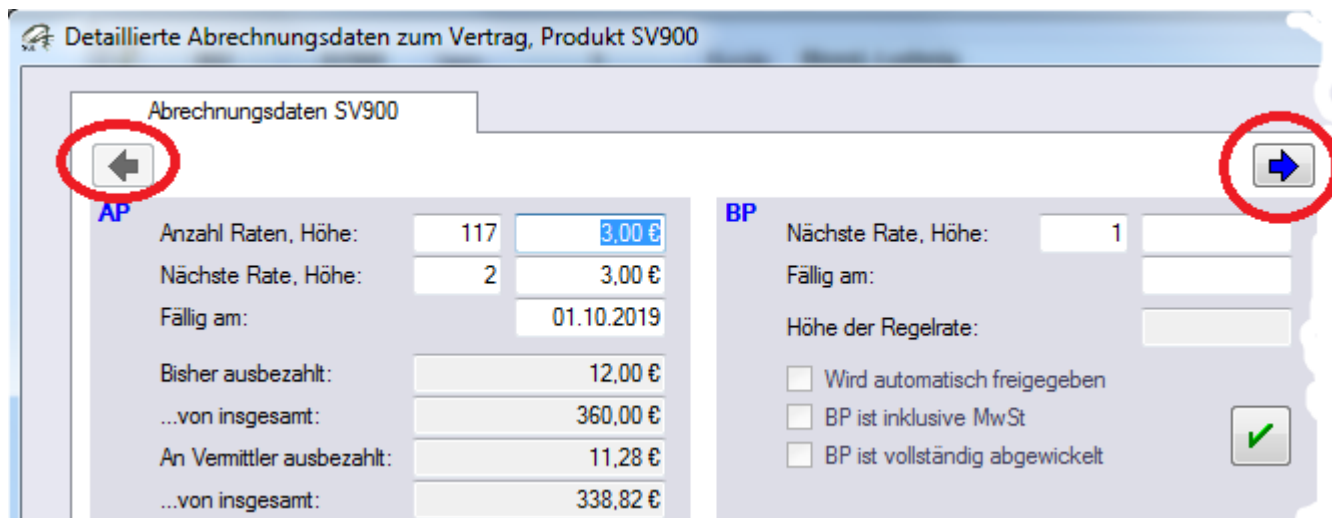 Detaillierte Abrechnungsdaten zum Vertrag, Produkt SV900
Abrechnungsdaten SV900
AP
Anzahl Raten, Höhe: 117 3,00 €
Nächste Rate, Höhe: 2 3,00 €
Fällig am: 01.10.2019
Bisher ausbezahlt: 12,00 €
...von insgesamt: 360,00 €
An Vermittler ausbezahlt: 11,28 €
...von insgesamt: 338,82 €
BP
Nächste Rate, Höhe: 1
Fällig am:
Höhe der Regelrate:
Wird automatisch freigegeben
BP ist inklusive MwSt
BP ist vollständig abgewickelt